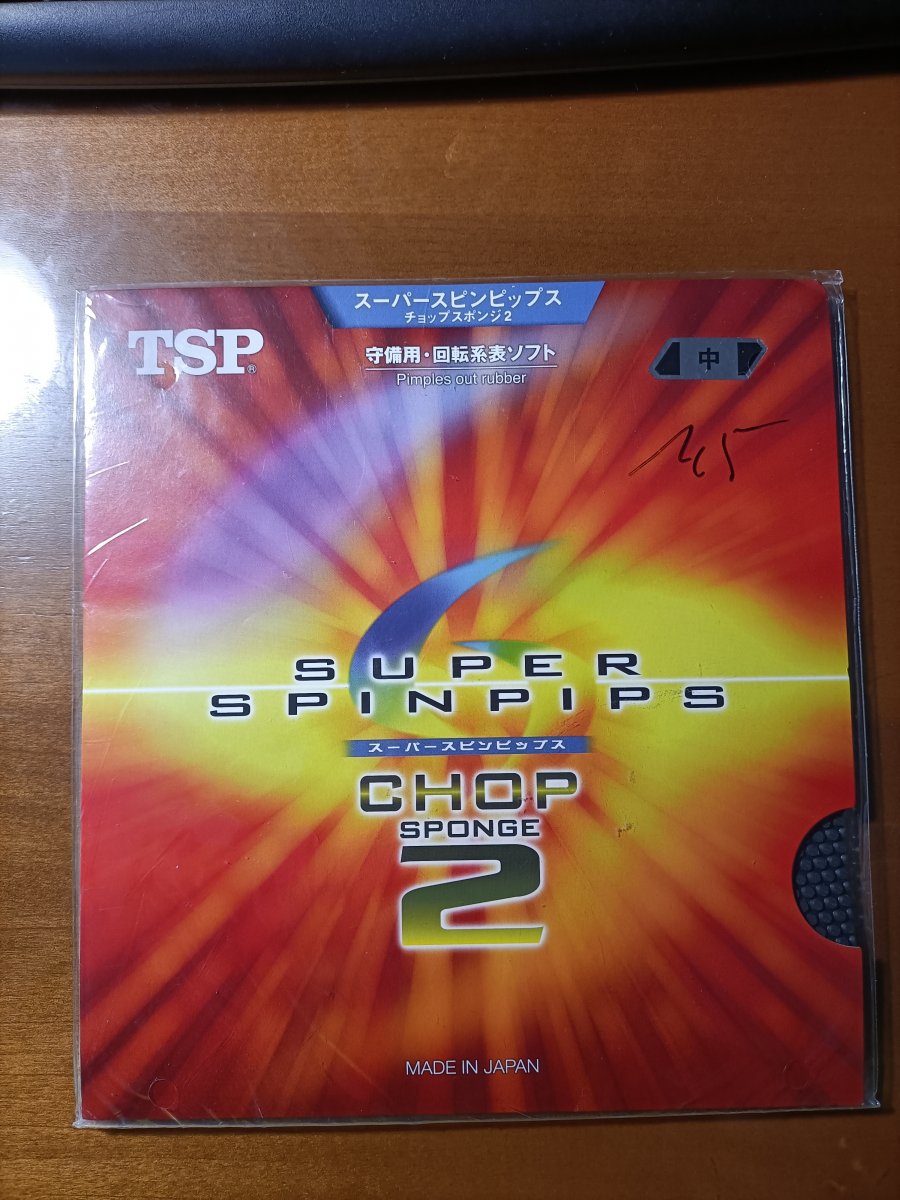 スーパースピンピップス
チョップスポンジ2
TSP®
守備用・回転系表ソフト
Pimples out rubber
中
SUPER
SPINPIPS
スーパースピンピップス
CHOP
SPONGE
2
MADE IN JAPAN